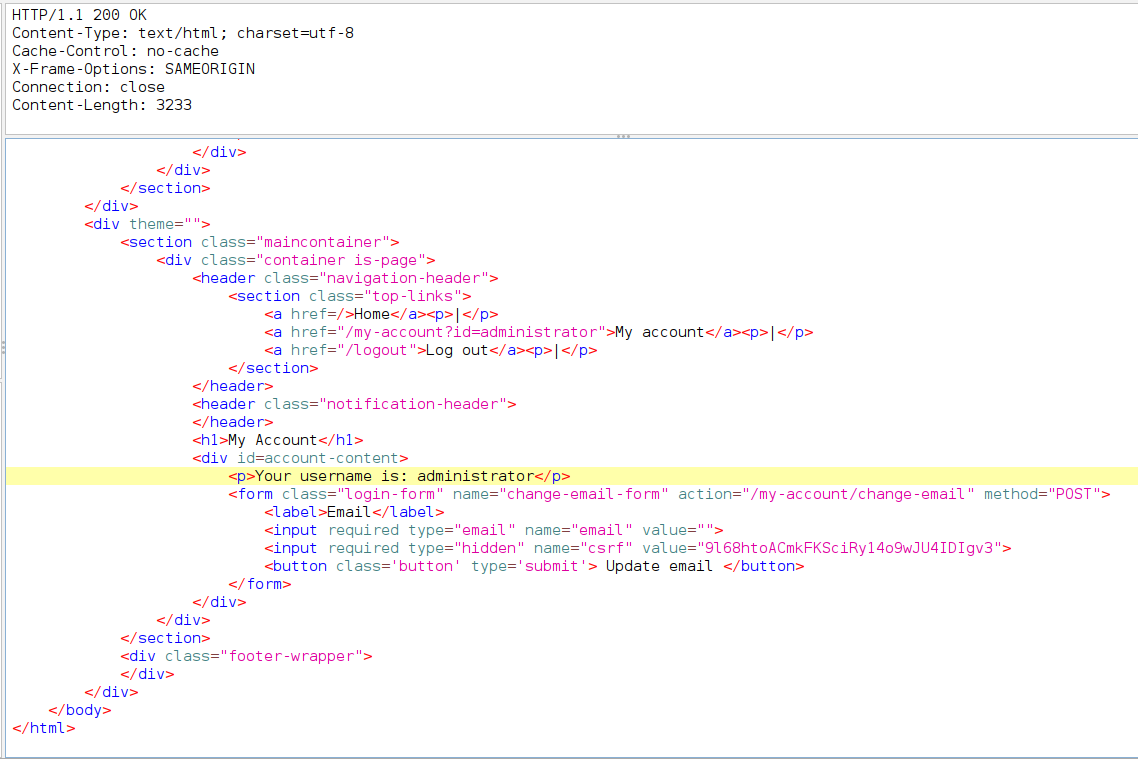 HTTP/1.1 200 OK
Content-Type: text/html; charset=utf-8
Cache-Control: no-cache
X-Frame-Options: SAMEORIGIN
Connection: close
Content-Length: 3233
</div>
</div>
</section>
</div>
<div theme="">
<section class="maincontainer">
<div class="container is-page">
<header class="navigation-header">
<section class="top-links">
<a href=/>Home</a><p>|</p>
<a href="/my-account?id=administrator">My account</a><p>|</p>
<a href="/logout">Log out</a><p>|</p>
</section>
</header>
<header class="notification-header">
</header>
<h1>My Account</h1>
<div id=account-content>
<p>Your username is: administrator</p>
<form class="login-form" name="change-email-form" action="/my-account/change-email" method="POST">
<label>Email</label>
<input required type="email" name="email" value="">
<input required type="hidden" name="csrf" value="9l68htoACmkFKSciRy14o9wJU4IDIgv3">
<button class='button' type='submit'> Update email </button>
</form>
</div>
</div>
</section>
<div class="footer-wrapper">
</div>
</div>
</body>
</html>